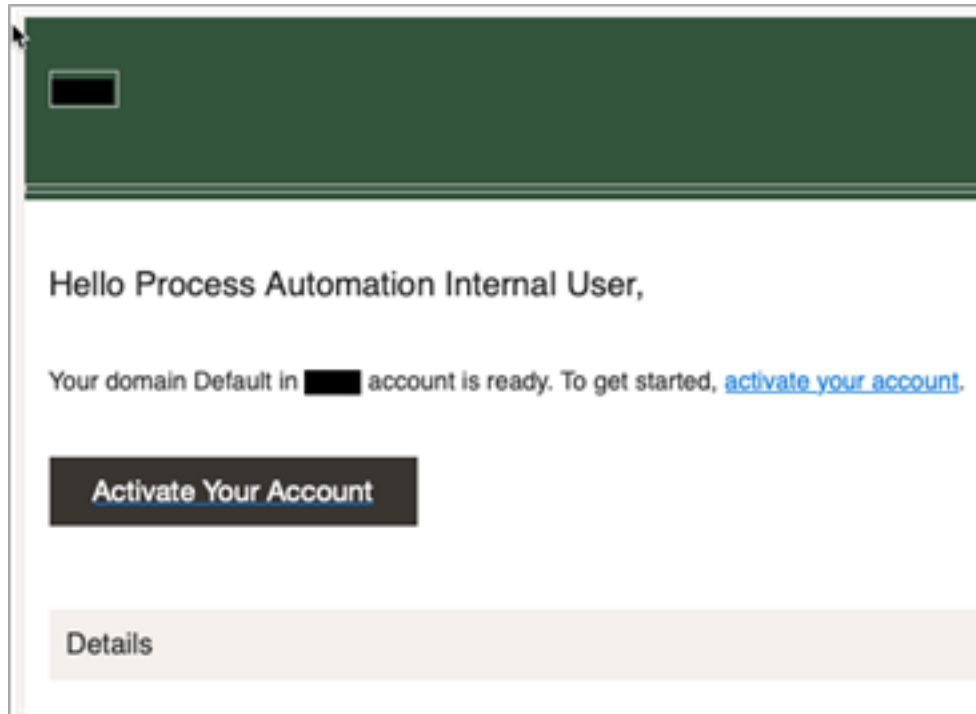 Hello Process Automation Internal User,
Your domain Default in account is ready. To get started, activate your account.
Activate Your Account
Details